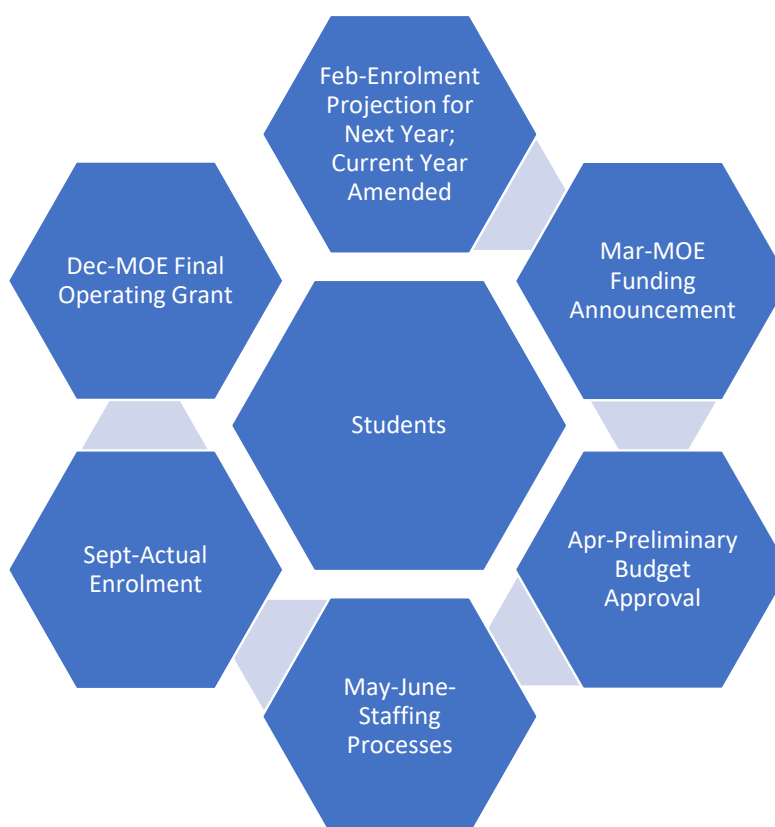 Feb-Enrolment
Projection for
Next Year;
Current Year
Amended
Mar-MOE
Funding
Announcement
Apr-Preliminary
Budget
Approval
May-June-
Staffing
Processes
Sept-Actual
Enrolment
Dec-MOE Final
Operating Grant
Students